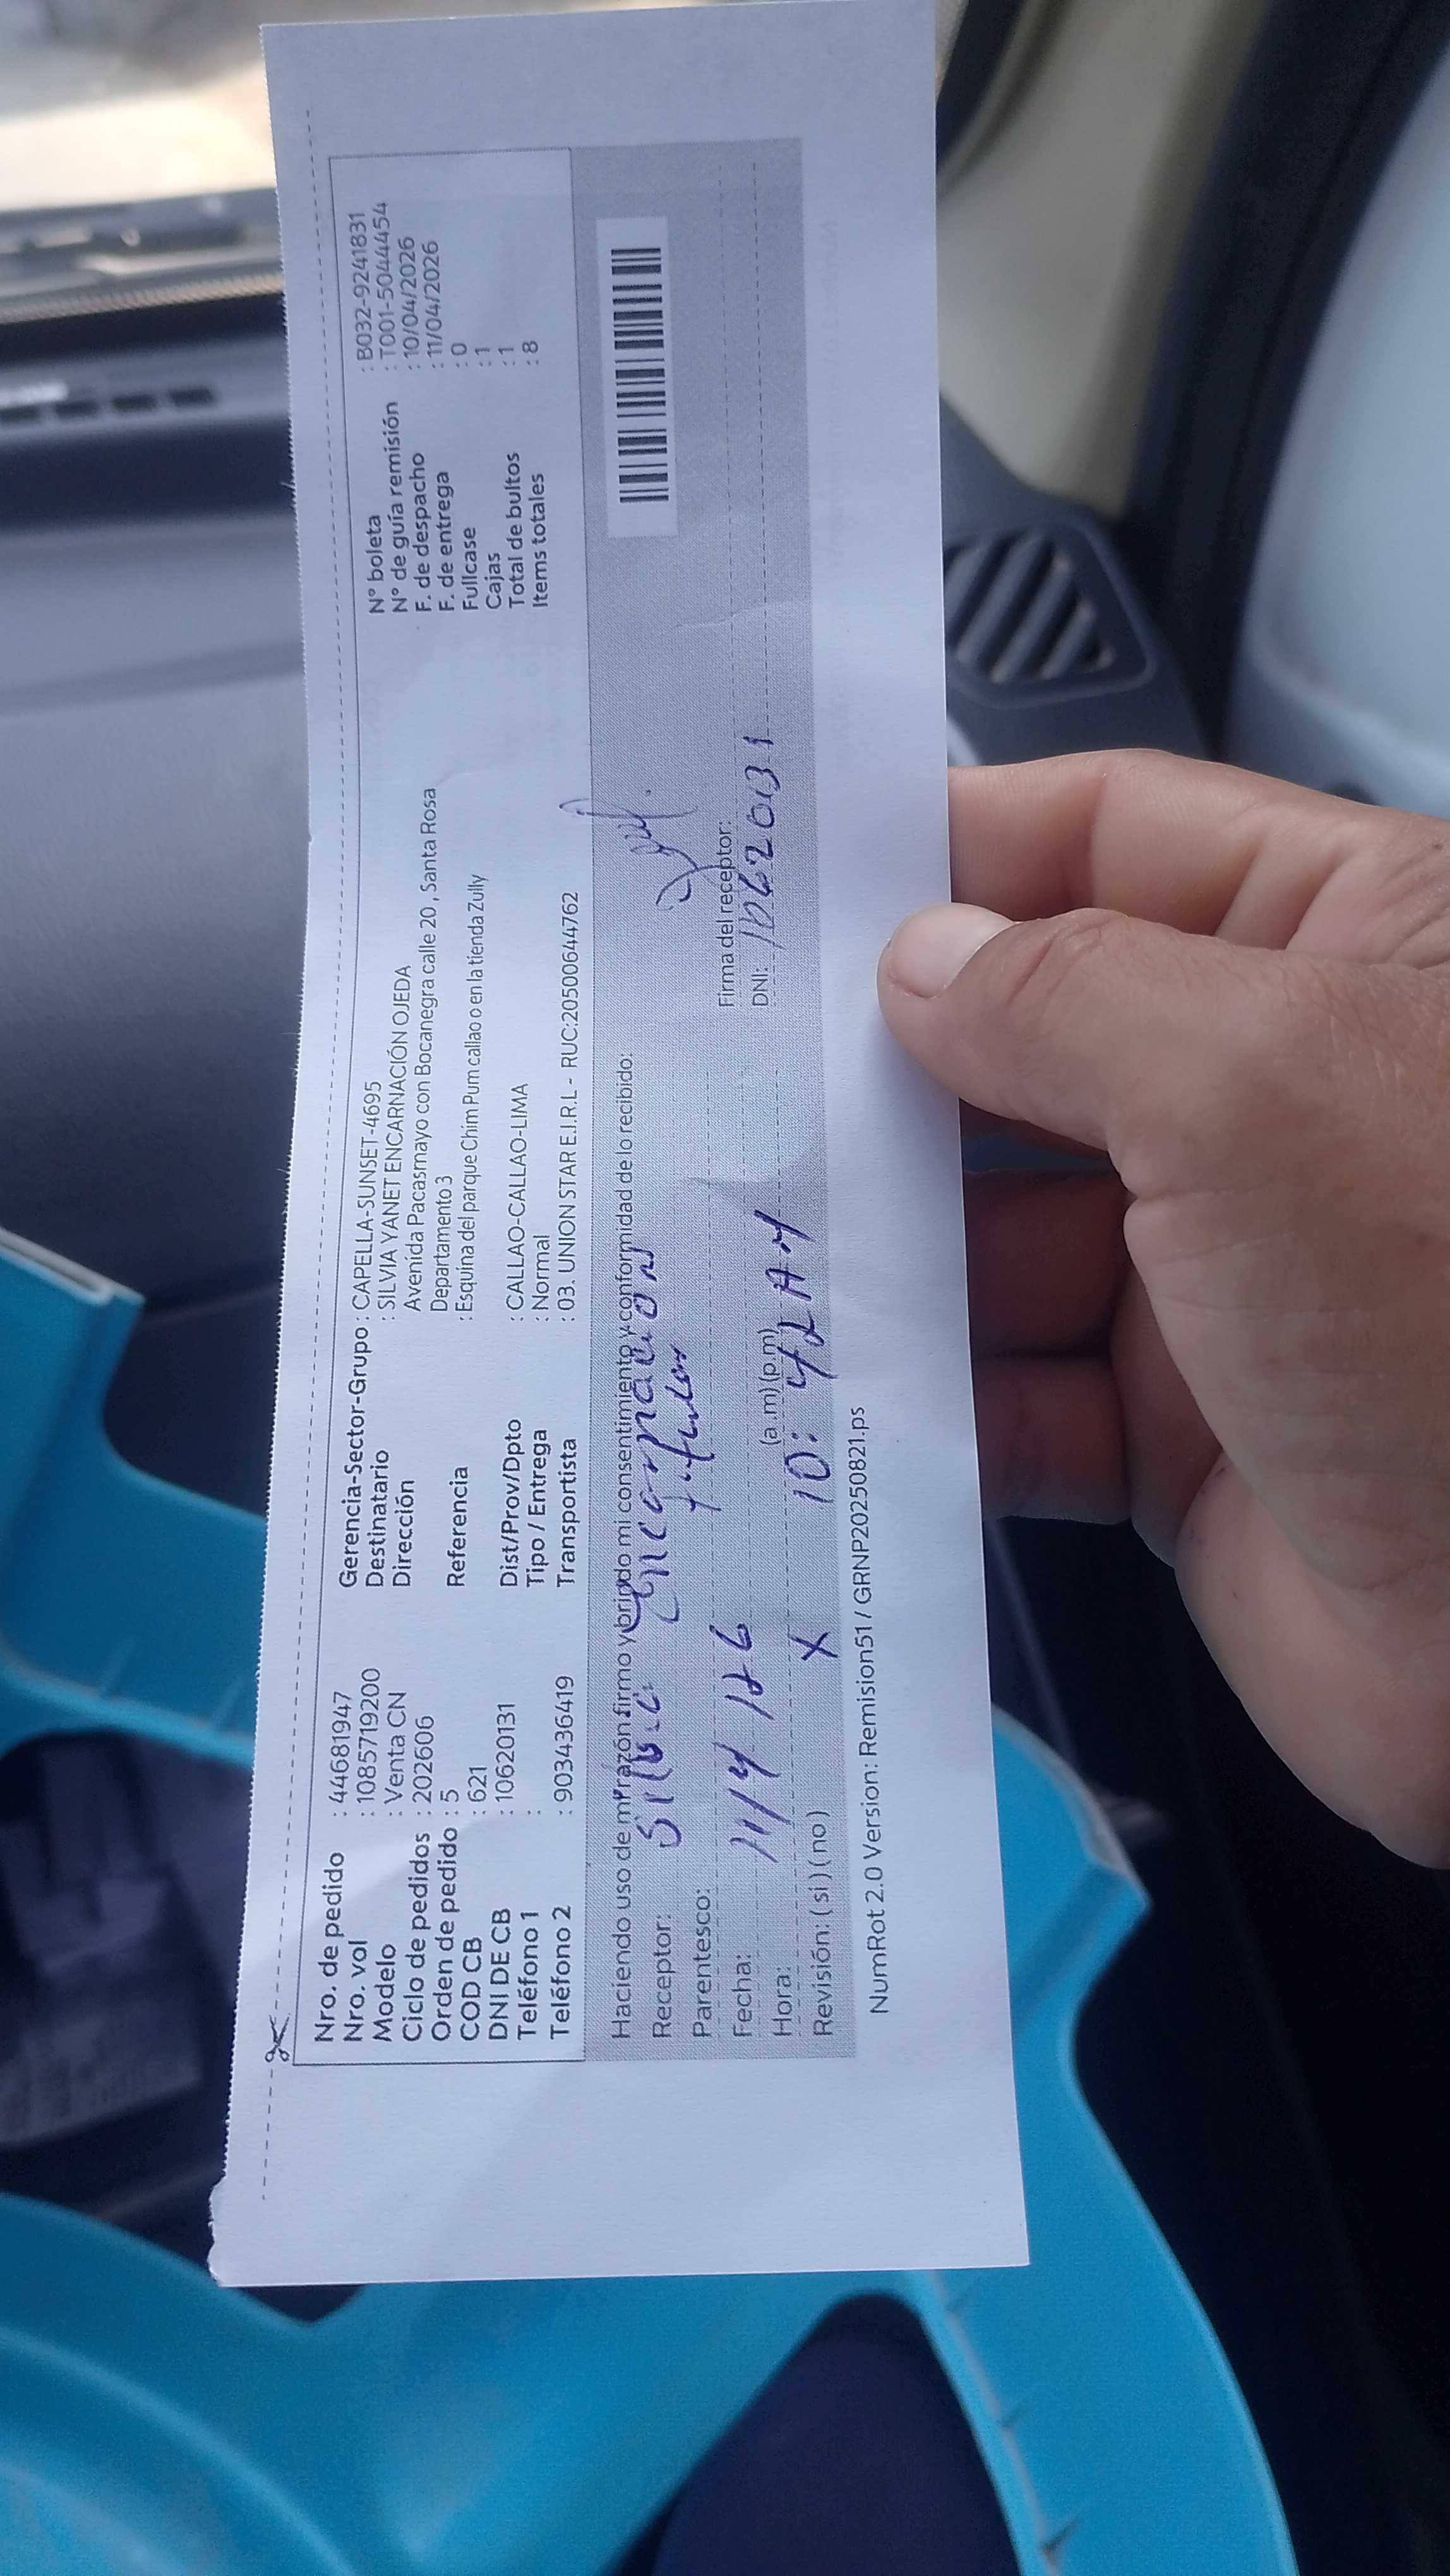 Nro. de pedido : 44681947
Nro. vol : 1085719200
Modelo : Venta CN
Ciclo de pedidos : 202606
Orden de pedido : 5
COD CB : 621
DNI DE CB : 10620131
Teléfono 1 :
Teléfono 2 : 903436419
Gerencia-Sector-Grupo : CAPELLA-SUNSET-4695
Destinatario : SILVIA YANET ENCARNACIÓN OJEDA
Dirección Avenida Pacasmayo con Bocanegra calle 20 , Santa Rosa
Departamento 3
Referencia : Esquina del parque Chim Pum callao o en la tienda Zully
Dist/Prov/Dpto : CALLAO-CALLAO-LIMA
Tipo / Entrega : Normal
Transportista : 03. UNION STAR E.I.R.L - RUC:20500644762
N° boleta : B032-9241831
N° de guía remisión : T001-5044454
F. de despacho : 10/04/2026
F. de entrega : 11/04/2026
Fullcase : 0
Cajas : 1
Total de bultos : 1
Items totales : 8
Haciendo uso de mi razón firmo y brindo mi consentimiento y conformidad de lo recibido.
Receptor: Silvia Encarnacion
Parentesco:
Fecha: 11/4/26
Hora: 10:42 AM (a.m) (p.m)
Revisión: ( si ) ( no ) X
Firma del receptor:
DNI: 10620131
NumRot 2.0 Version: Remision51 / GRNP20250821.ps